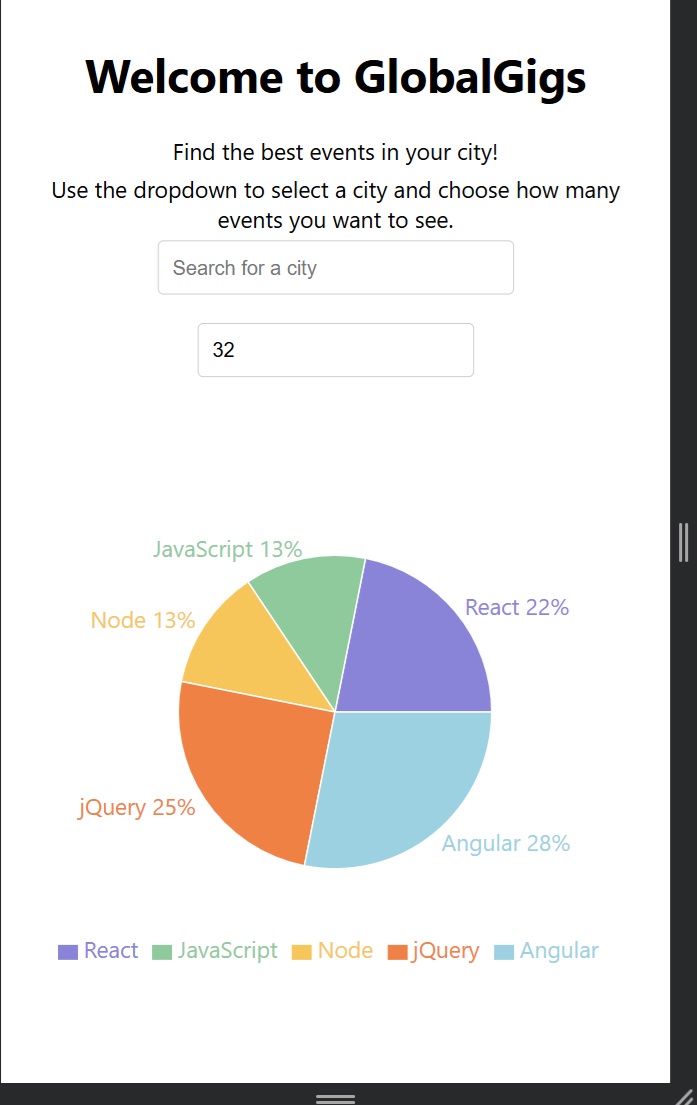 Welcome to GlobalGigs
Find the best events in your city!
Use the dropdown to select a city and choose how many
events you want to see.
Search for a city
32
JavaScript 13%
React 22%
Node 13%
jQuery 25%
Angular 28%
React JavaScript Node jQuery Angular